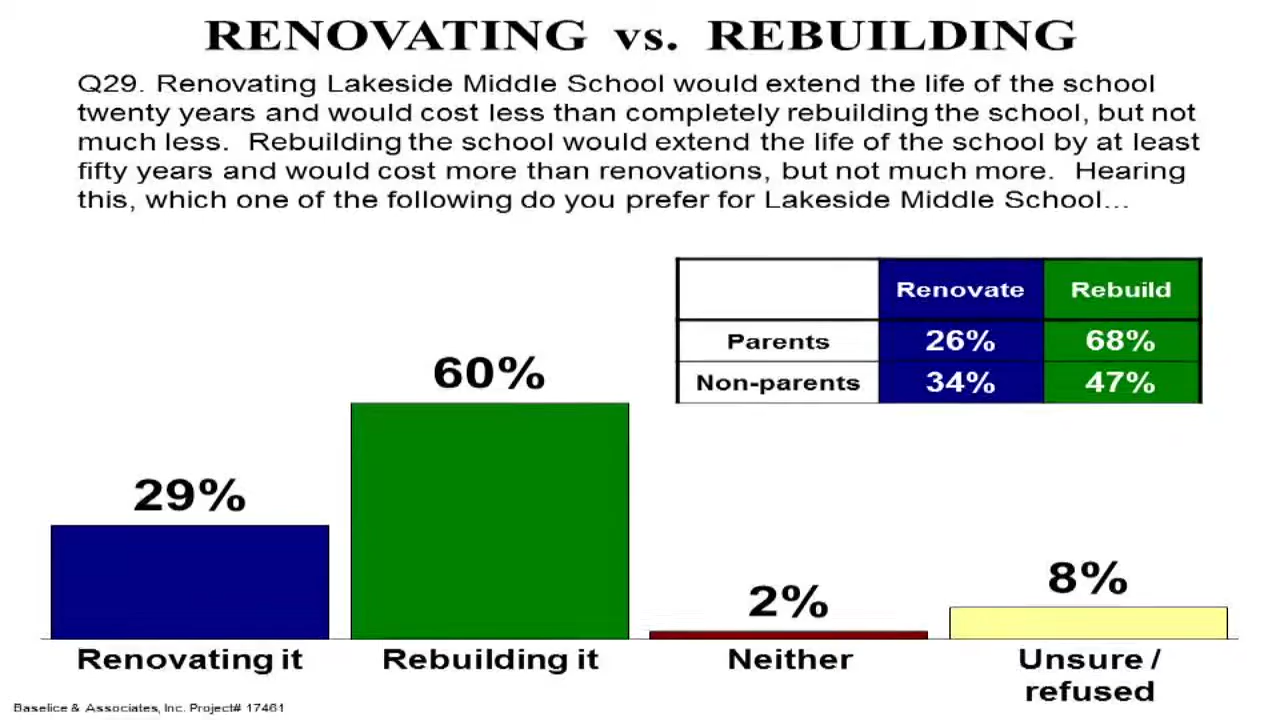 RENOVATING vs. REBUILDING
Q29. Renovating Lakeside Middle School would extend the life of the school
twenty years and would cost less than completely rebuilding the school, but not
much less. Rebuilding the school would extend the life of the school by at least
fifty years and would cost more than renovations, but not much more. Hearing
this, which one of the following do you prefer for Lakeside Middle School...
Renovate Rebuild
Parents 26% 68%
Non-parents 34% 47%
29% 60% 2% 8%
Renovating it Rebuilding it Neither Unsure /
refused
Baselice & Associates, Inc. Project# 17461